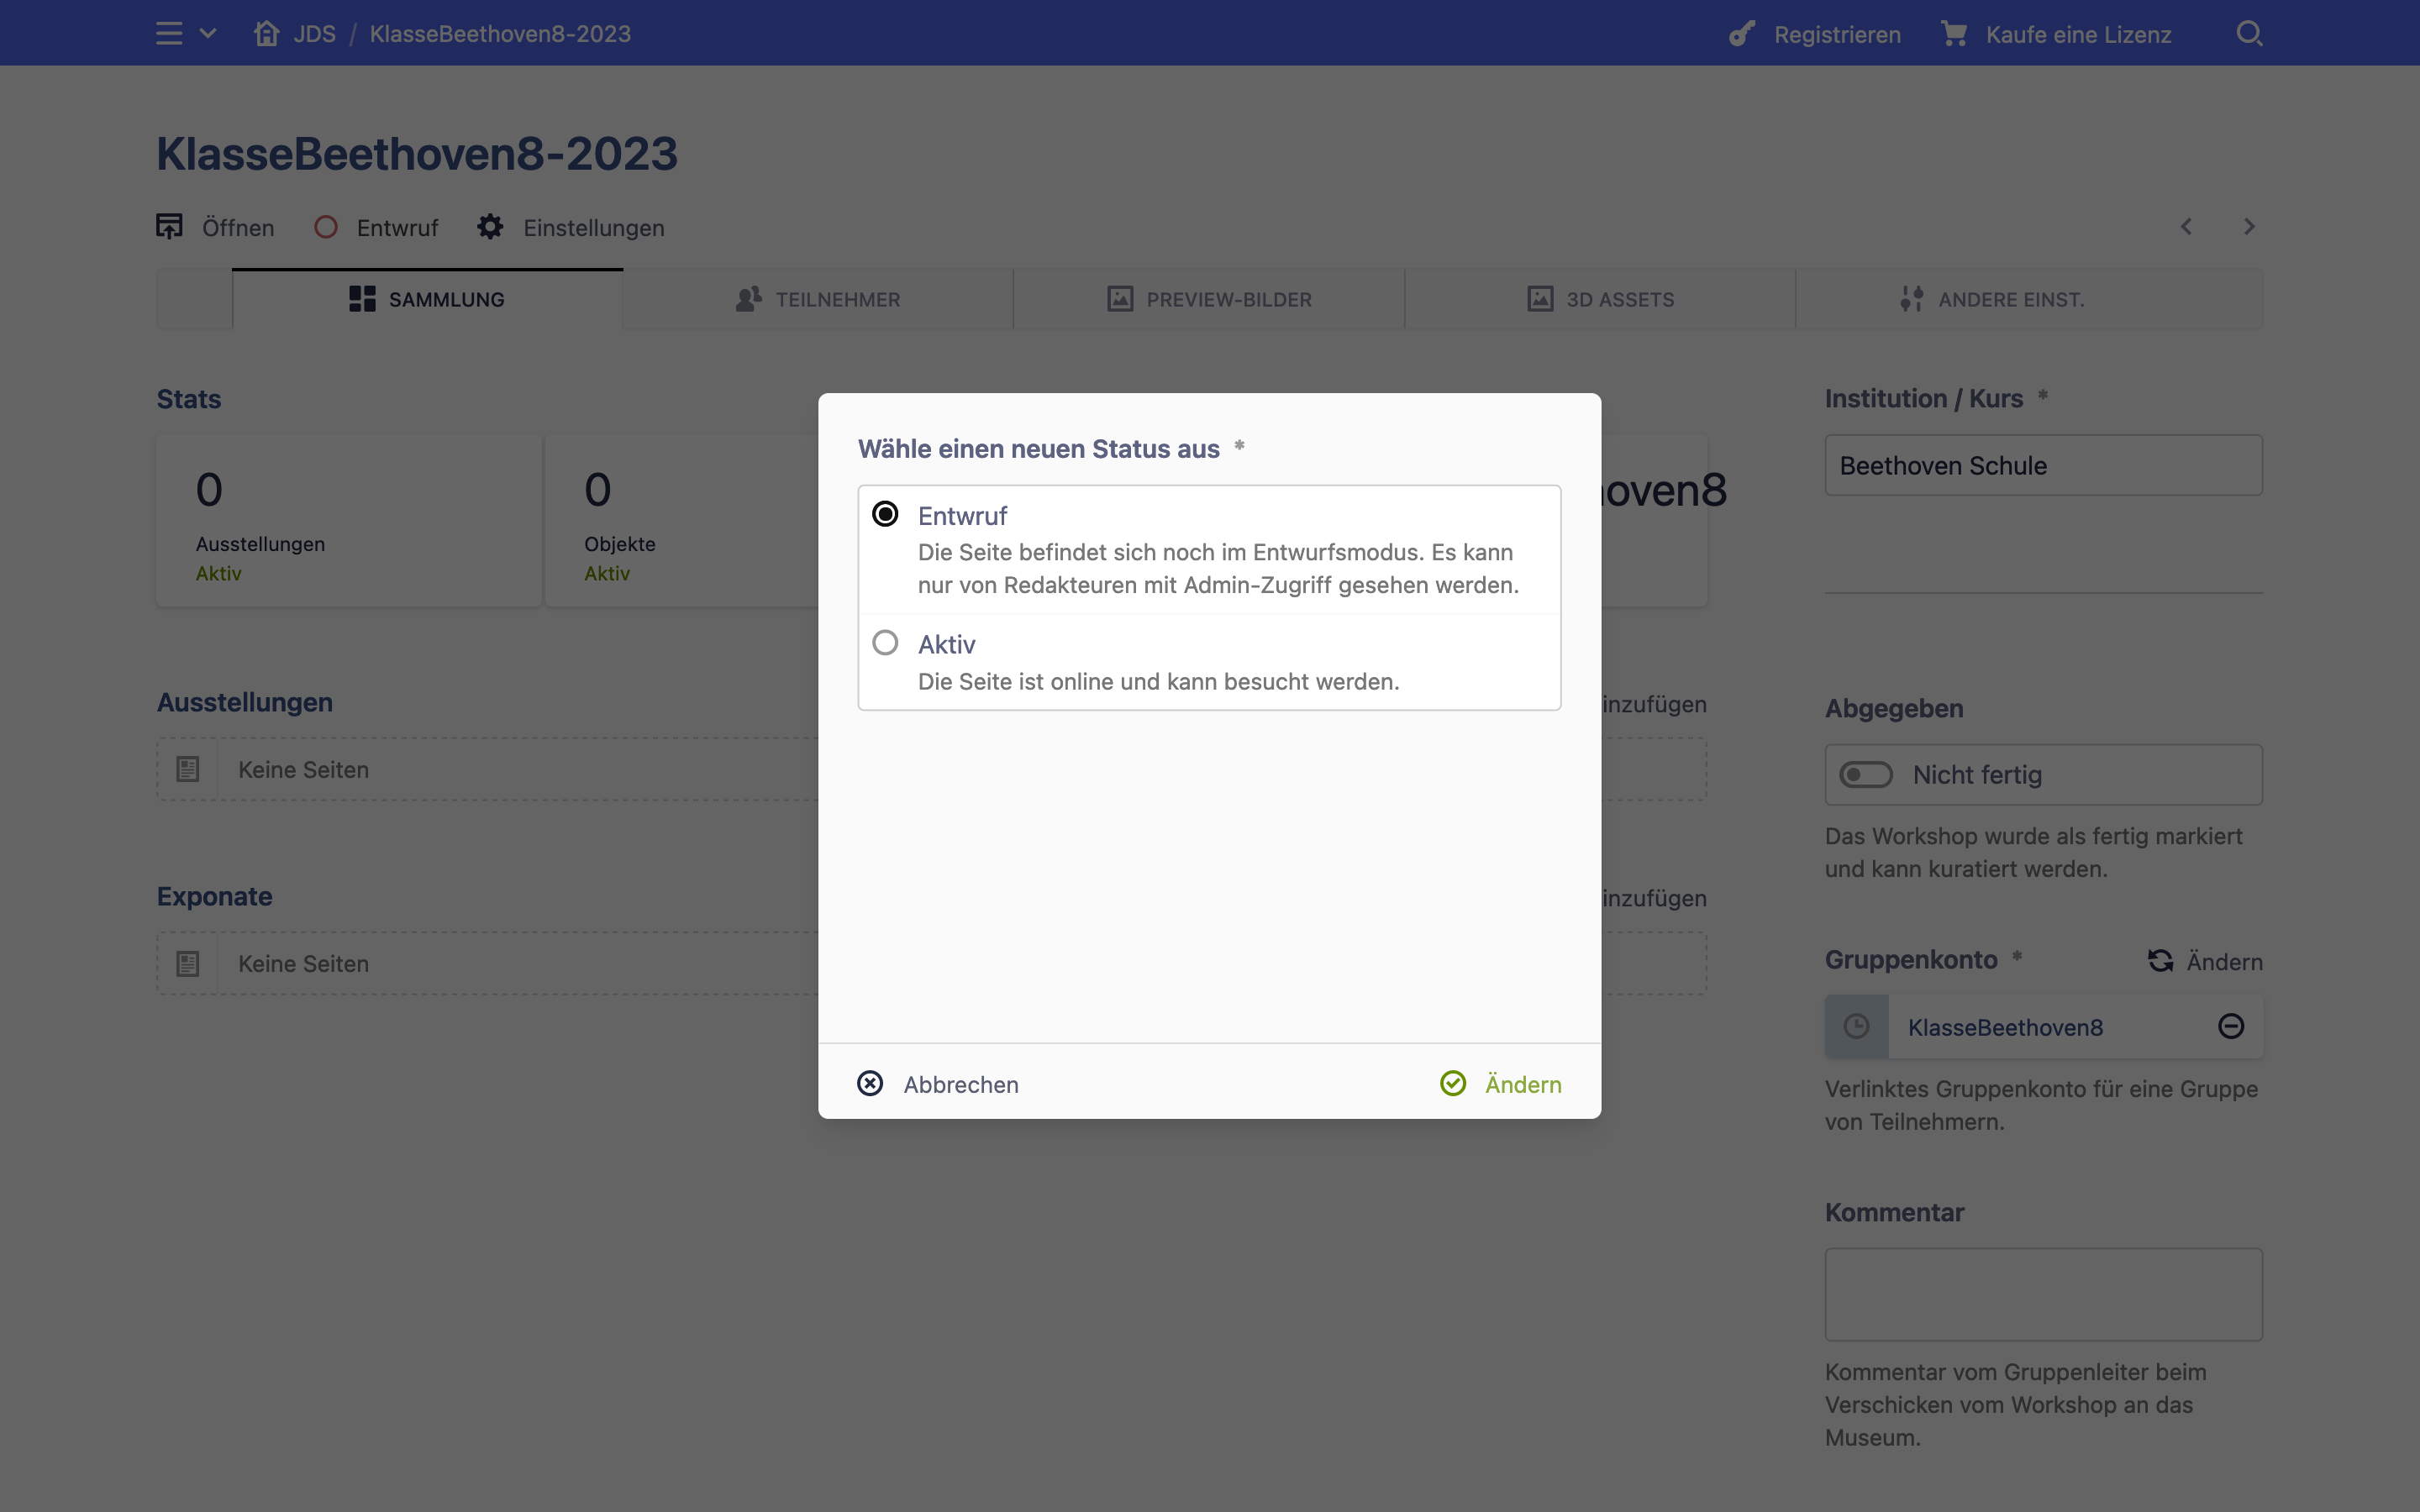 JDS / KlasseBeethoven8-2023
Registrieren
Kaufe eine Lizenz
KlasseBeethoven8-2023
Öffnen
Entwruf
Einstellungen
SAMMLUNG
TEILNEHMER
PREVIEW-BILDER
3D ASSETS
ANDERE EINST.
Stats
0
Ausstellungen
Aktiv
0
Objekte
Aktiv
oven8
Ausstellungen
inzufügen
Keine Seiten
Exponate
inzufügen
Keine Seiten
Wähle einen neuen Status aus *
Entwruf
Die Seite befindet sich noch im Entwurfsmodus. Es kann
nur von Redakteuren mit Admin-Zugriff gesehen werden.
Aktiv
Die Seite ist online und kann besucht werden.
Abbrechen
Ändern
Institution / Kurs *
Beethoven Schule
Abgegeben
Nicht fertig
Das Workshop wurde als fertig markiert
und kann kuratiert werden.
Gruppenkonto *
Ändern
KlasseBeethoven8
Verlinktes Gruppenkonto für eine Gruppe
von Teilnehmern.
Kommentar
Kommentar vom Gruppenleiter beim
Verschicken vom Workshop an das
Museum.